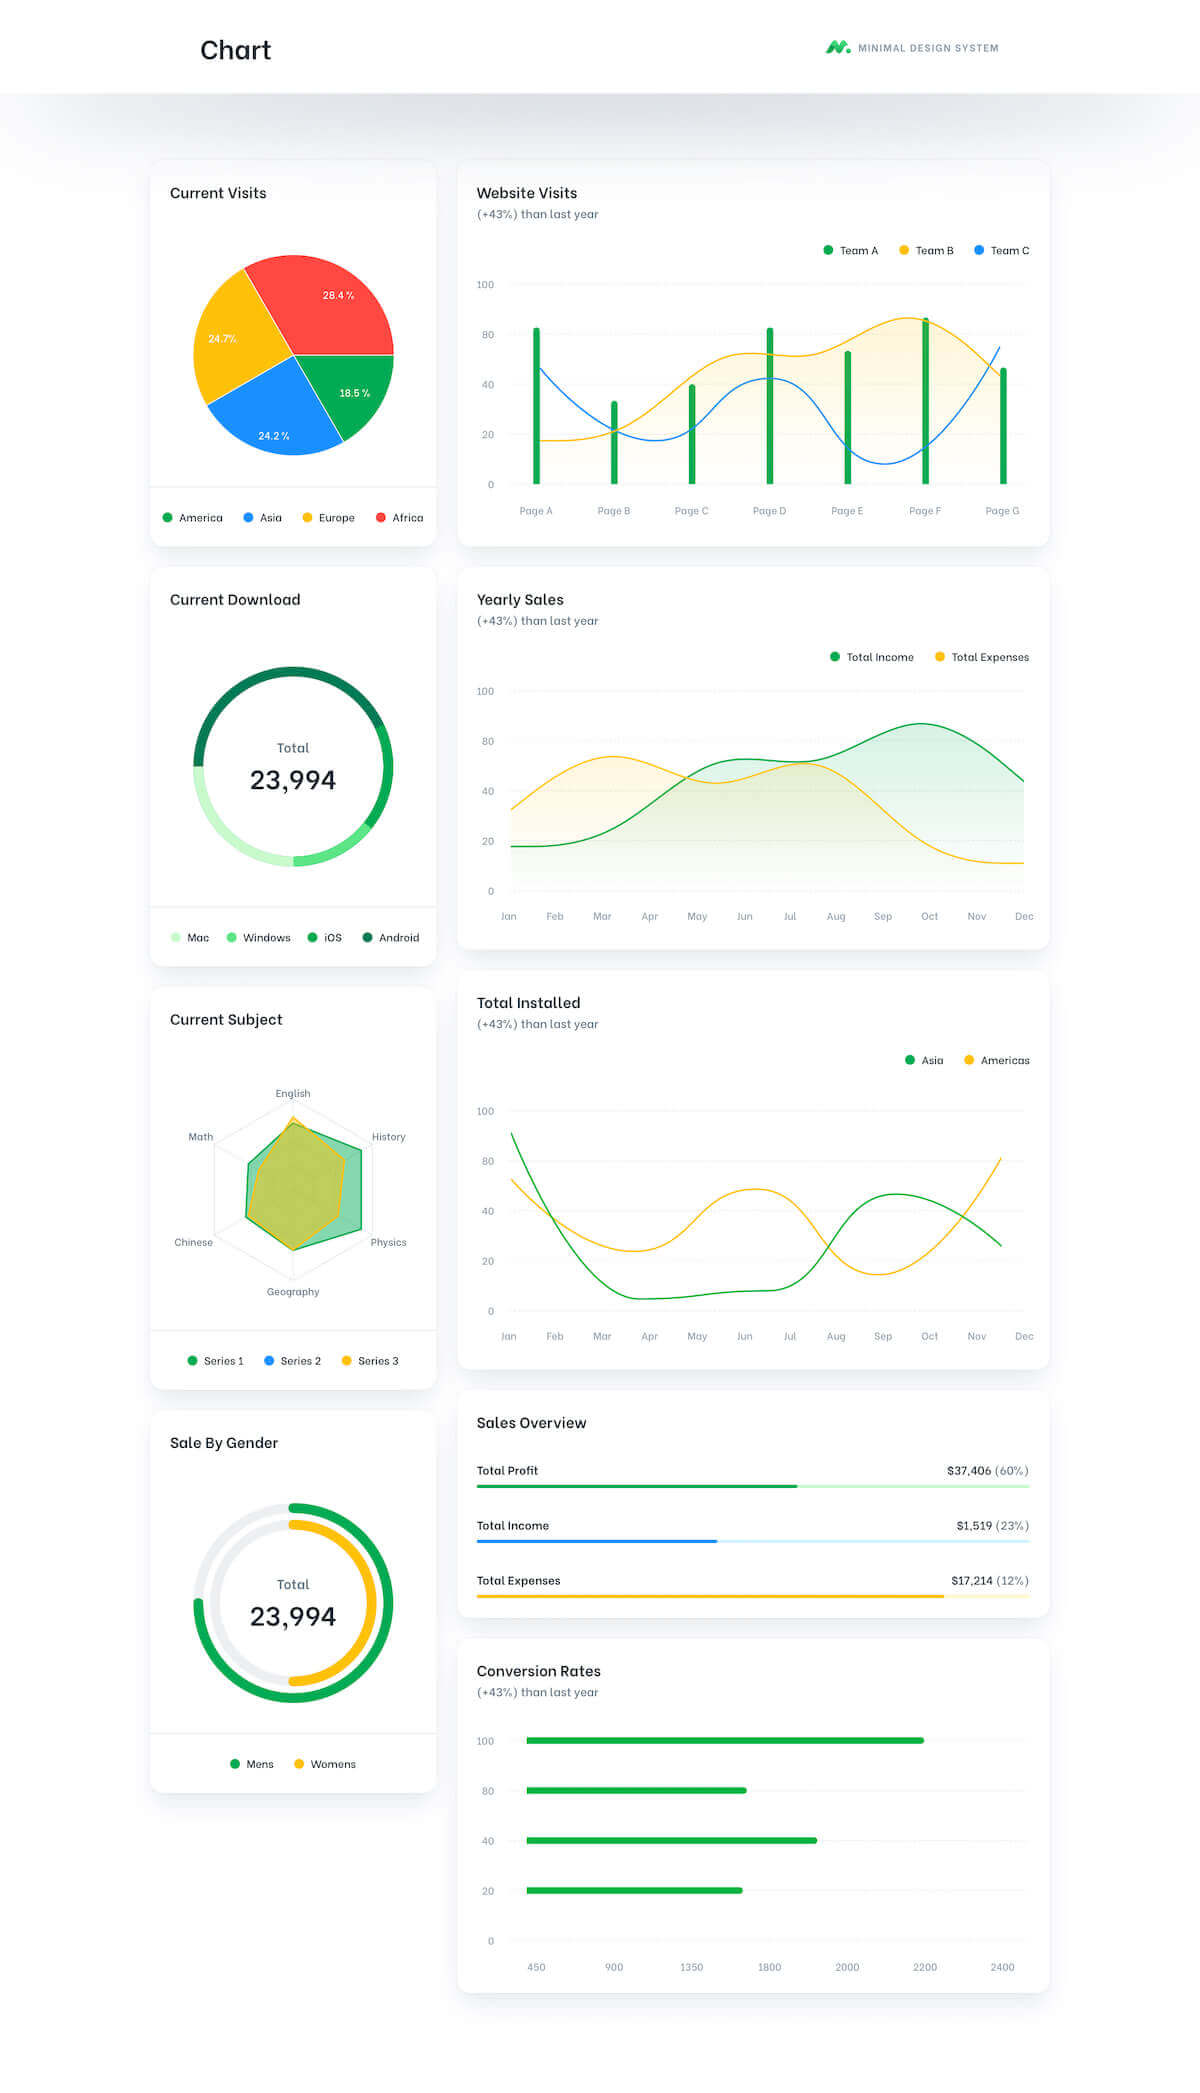 Chart
MINIMAL DESIGN SYSTEM
Current Visits
28.4 %
24.7%
18.5 %
24.2 %
America Asia Europe Africa
Website Visits
(+43%) than last year
Team A Team B Team C
100
80
40
20
0
Page A Page B Page C Page D Page E Page F Page G
Current Download
Total
23,994
Mac Windows iOS Android
Yearly Sales
(+43%) than last year
Total Income Total Expenses
100
80
40
20
0
Jan Feb Mar Apr May Jun Jul Aug Sep Oct Nov Dec
Current Subject
English
Math History
Chinese Physics
Geography
Series 1 Series 2 Series 3
Total Installed
(+43%) than last year
Asia Americas
100
80
40
20
0
Jan Feb Mar Apr May Jun Jul Aug Sep Oct Nov Dec
Sale By Gender
Total
23,994
Mens Womens
Sales Overview
Total Profit $37,406 (60%)
Total Income $1,519 (23%)
Total Expenses $17,214 (12%)
Conversion Rates
(+43%) than last year
100
80
40
20
0
450 900 1350 1800 2000 2200 2400